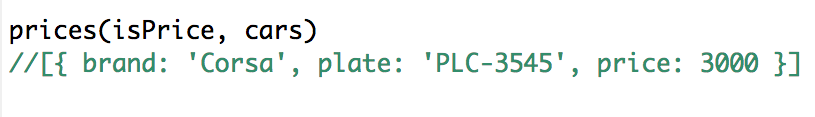 prices(isPrice, cars)
//[{ brand: 'Corsa', plate: 'PLC-3545', price: 3000 }]